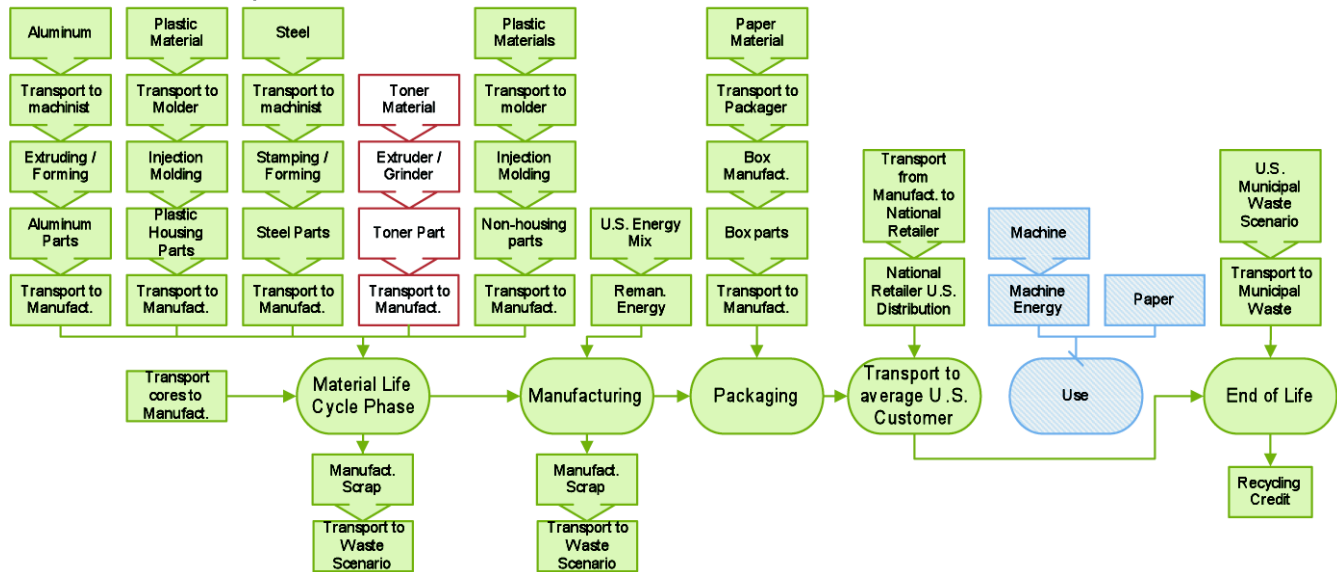 Aluminum
Plastic
Material
Steel
Plastic
Materials
Paper
Material
Transport to
machinist
Transport to
Molder
Transport to
machinist
Toner
Material
Transport to
molder
Transport to
Packager
Extruding /
Forming
Injection
Molding
Stamping /
Forming
Extruder /
Grinder
Injection
Molding
Box
Manufact.
Transport
from
Manufact. to
National
Retailer
U.S.
Municipal
Waste
Scenario
Aluminum
Parts
Plastic
Housing
Parts
Steel Parts
Toner Part
Non-housing
parts
U.S. Energy
Mix
Box parts
Machine
Transport to
Manufact.
Transport to
Manufact.
Transport to
Manufact.
Transport to
Manufact.
Transport to
Manufact.
Reman.
Energy
Transport to
Manufact.
National
Retailer U.S.
Distribution
Machine
Energy
Paper
Transport to
Municipal
Waste
Transport
cores to
Manufact.
Material Life
Cycle Phase
Manufacturing
Packaging
Transport to
average U .S.
Customer
Use
End of Life
Manufact.
Scrap
Manufact.
Scrap
Recycling
Credit
Transport to
Waste
Scenario
Transport to
Waste
Scenario